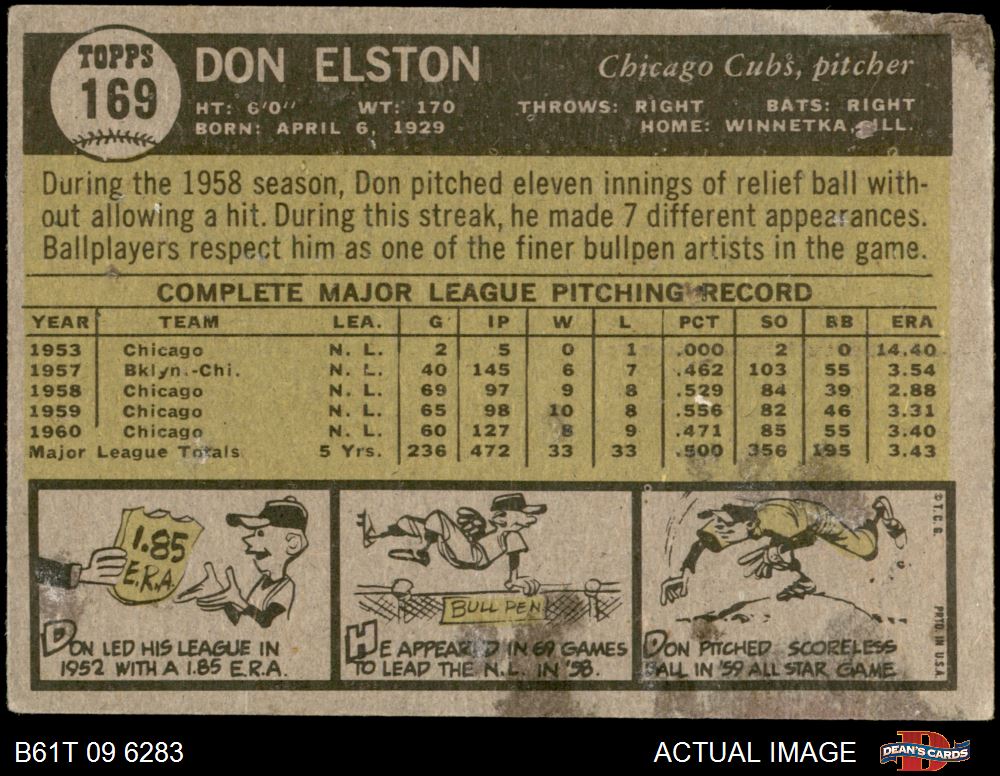 TOPPS
169
DON ELSTON
Chicago Cubs, pitcher
HT: 6'0" WT: 170 THROWS: RIGHT BATS: RIGHT
BORN: APRIL 6, 1929 HOME: WINNETKA, ILL.
During the 1958 season, Don pitched eleven innings of relief ball with-
out allowing a hit. During this streak, he made 7 different appearances.
Ballplayers respect him as one of the finer bullpen artists in the game.
COMPLETE MAJOR LEAGUE PITCHING RECORD
YEAR TEAM LEA. G IP W L PCT SO BB ERA
1953 Chicago N. L. 2 5 0 1 .000 2 0 14.40
1957 Bklyn.-Chi. N. L. 40 145 6 7 .462 103 55 3.54
1958 Chicago N. L. 69 97 9 8 .529 84 39 2.88
1959 Chicago N. L. 65 98 10 8 .556 82 46 3.31
1960 Chicago N. L. 60 127 8 9 .471 85 55 3.40
Major League Totals 5 Yrs. 236 472 33 33 .500 356 195 3.43
1.85
E.R.A.
DON LED HIS LEAGUE IN
1952 WITH A 1.85 E.R.A.
BULL PEN
HE APPEARED IN 69 GAMES
TO LEAD THE N.L. IN '58.
DON PITCHED SCORELESS
BALL IN '59 ALL STAR GAME
© T.C.G. PRTD IN U.S.A.
B61T 09 6283
ACTUAL IMAGE
D
DEAN'S CARDS